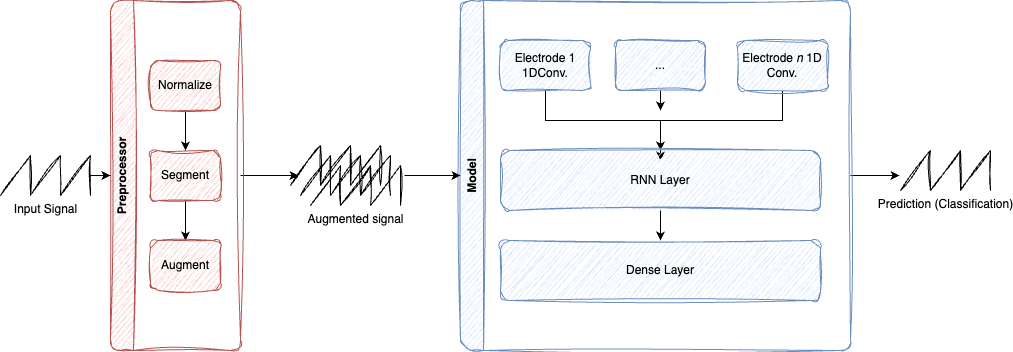 Input Signal
Preprocessor
Normalize
Segment
Augment
Augmented signal
Model
Electrode 1
1DConv.
...
Electrode n 1D
Conv.
RNN Layer
Dense Layer
Prediction (Classification)